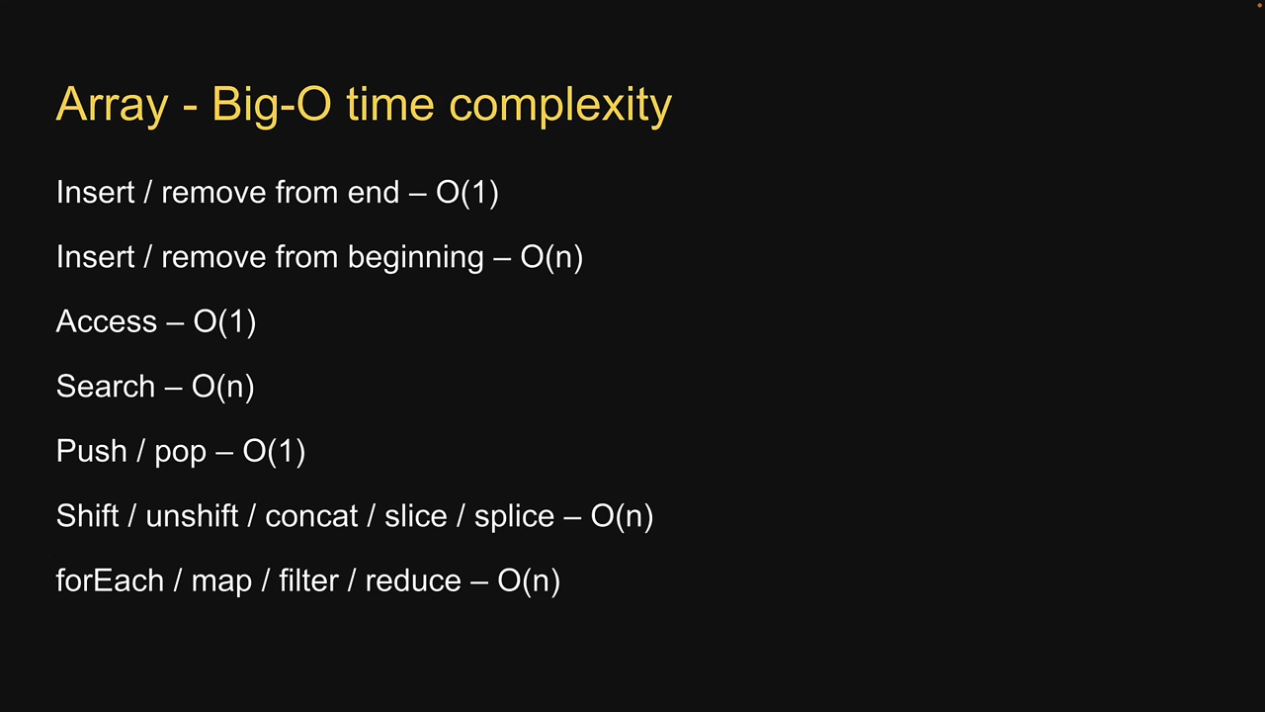 Array - Big-O time complexity
Insert / remove from end – O(1)
Insert / remove from beginning – O(n)
Access – O(1)
Search – O(n)
Push / pop – O(1)
Shift / unshift / concat / slice / splice – O(n)
forEach / map / filter / reduce – O(n)